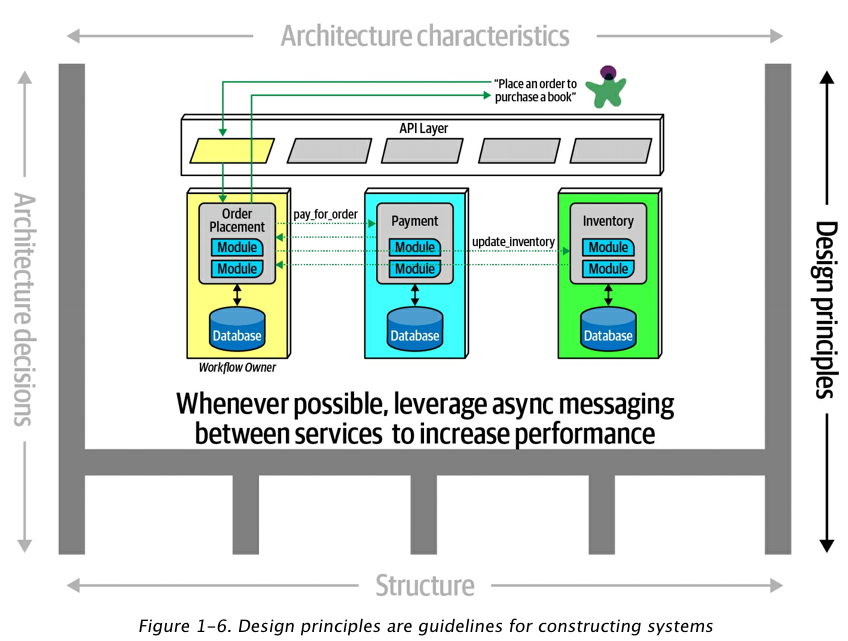 Architecture characteristics
Architecture decisions
Design principles
"Place an order to
purchase a book"
API Layer
Order
Placement
Module
Module
Database
Workflow Owner
pay_for_order
Payment
Module
Module
Database
update_inventory
Inventory
Module
Module
Database
Whenever possible, leverage async messaging
between services to increase performance
Structure
Figure 1-6. Design principles are guidelines for constructing systems